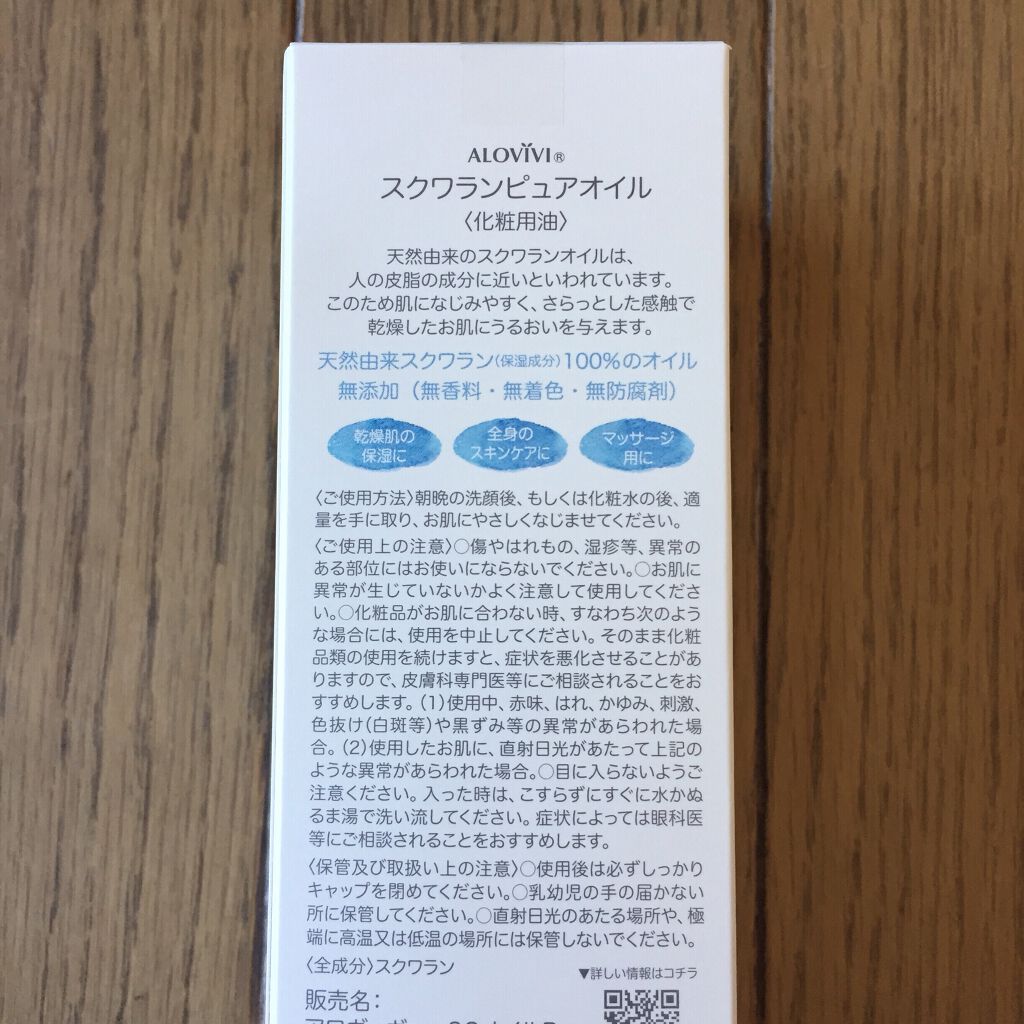 ALOVIVI®
スクワランピュアオイル
〈化粧用油〉
天然由来のスクワランオイルは、
人の皮脂の成分に近いといわれています。
このため肌になじみやすく、さらっとした感触で
乾燥したお肌にうるおいを与えます。
天然由来スクワラン(保湿成分)100%のオイル
無添加（無香料・無着色・無防腐剤）
乾燥肌の
保湿に
全身の
スキンケアに
マッサージ
用に
〈ご使用方法〉朝晩の洗顔後、もしくは化粧水の後、適
量を手に取り、お肌にやさしくなじませてください。
〈ご使用上の注意〉○傷やはれもの、湿疹等、異常の
ある部位にはお使いにならないでください。○お肌に
異常が生じていないかよく注意して使用してくださ
い。○化粧品がお肌に合わない時、すなわち次のよう
な場合には、使用を中止してください。そのまま化粧
品類の使用を続けますと、症状を悪化させることがあ
りますので、皮膚科専門医等にご相談されることをお
すすめします。(1)使用中、赤味、はれ、かゆみ、刺激、
色抜け(白斑等)や黒ずみ等の異常があらわれた場
合。(2)使用したお肌に、直射日光があたって上記の
ような異常があらわれた場合。○目に入らないようご
注意ください。入った時は、こすらずにすぐに水かぬ
るま湯で洗い流してください。症状によっては眼科医
等にご相談されることをおすすめします。
〈保管及び取扱い上の注意〉○使用後は必ずしっかり
キャップを閉めてください。○乳幼児の手の届かない
所に保管してください。○直射日光のあたる場所や、極
端に高温又は低温の場所には保管しないでください。
〈全成分〉スクワラン
▼詳しい情報はコチラ
販売名：